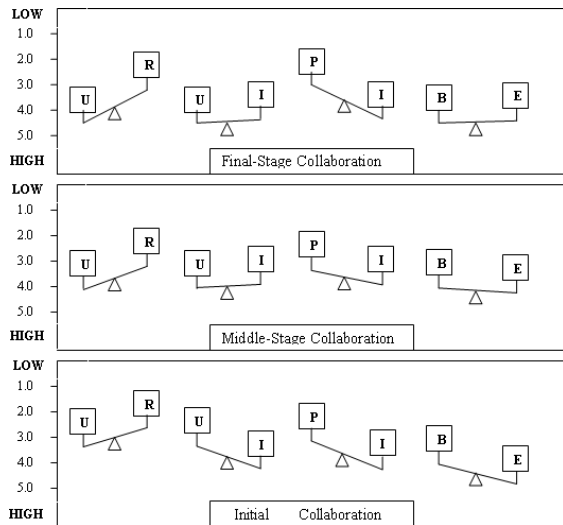 LOW
1.0
2.0
R P
3.0
U U I I B E
4.0
5.0
HIGH Final-Stage Collaboration
LOW
1.0
2.0
R
3.0
U U I P I B E
4.0
5.0
HIGH Middle-Stage Collaboration
LOW
1.0
2.0
R
U U P
3.0
I I B
4.0
E
5.0
HIGH Initial Collaboration